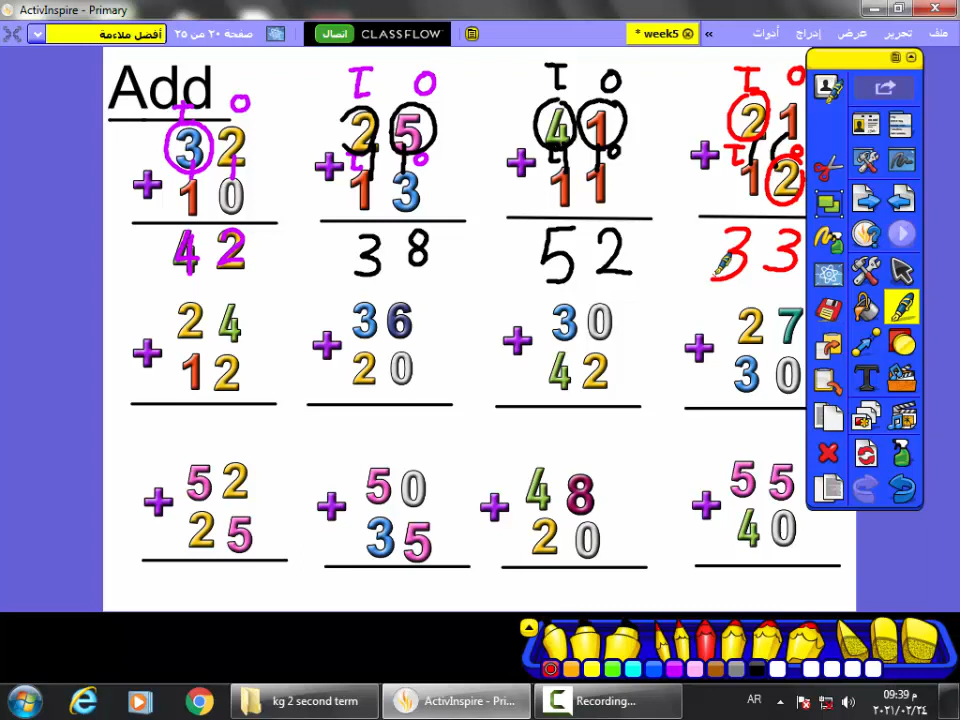 ActivInspire - Primary
أفضل ملاءمة
صفحة ٢٠ من ٢٥
اتصال CLASSFLOW
* week5
«
أدوات إدراج عرض تحرير ملف
Add
T O T O T O T O
32 25 41 21
T O T O
+ 10 + 13 + 11 + 12
42 38 52 33
24 36 30 27
+ 12 + 20 + 42 + 30
52 50 48 55
+ 25 + 35 + 20 + 40
kg 2 second term
ActivInspire - Pri...
Recording...
AR
09:39 م
٢٠٢١/٠٢/٢٤